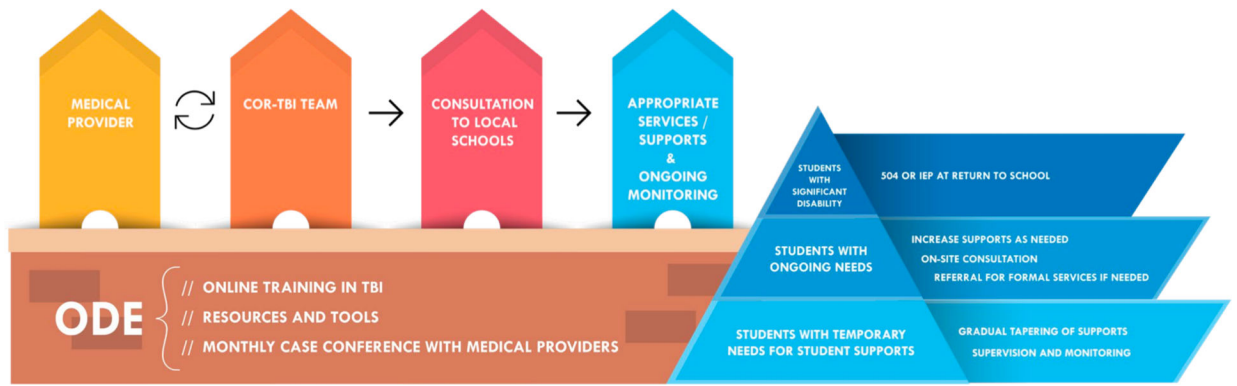 MEDICAL
PROVIDER
COR-TBI TEAM
CONSULTATION
TO LOCAL
SCHOOLS
APPROPRIATE
SERVICES /
SUPPORTS
&
ONGOING
MONITORING
ODE
// ONLINE TRAINING IN TBI
// RESOURCES AND TOOLS
// MONTHLY CASE CONFERENCE WITH MEDICAL PROVIDERS
STUDENTS
WITH
SIGNIFICANT
DISABILITY
504 OR IEP AT RETURN TO SCHOOL
STUDENTS WITH
ONGOING NEEDS
INCREASE SUPPORTS AS NEEDED
ON-SITE CONSULTATION
REFERRAL FOR FORMAL SERVICES IF NEEDED
STUDENTS WITH TEMPORARY
NEEDS FOR STUDENT SUPPORTS
GRADUAL TAPERING OF SUPPORTS
SUPERVISION AND MONITORING